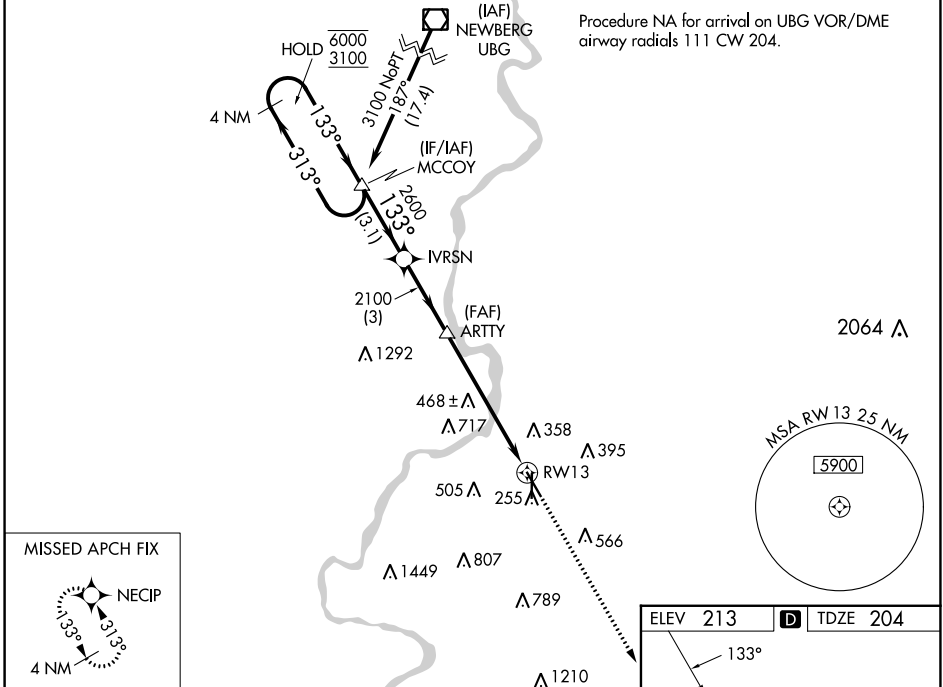 (IAF)
NEWBERG
UBG
Procedure NA for arrival on UBG VOR/DME
airway radials 111 CW 204.
HOLD
6000
3100
4 NM
133°
313°
3100 NoPT
187°
(17.4)
(IF/IAF)
MCCOY
2600
133°
(3.1)
IVRSN
2100
(3)
(FAF)
ARTTY
2064
1292
468 ±
717
358
395
RW13
505
255
566
MSA RW 13 25 NM
5900
1449
807
789
1210
MISSED APCH FIX
NECIP
133°
313°
4 NM
ELEV 213 D TDZE 204
133°